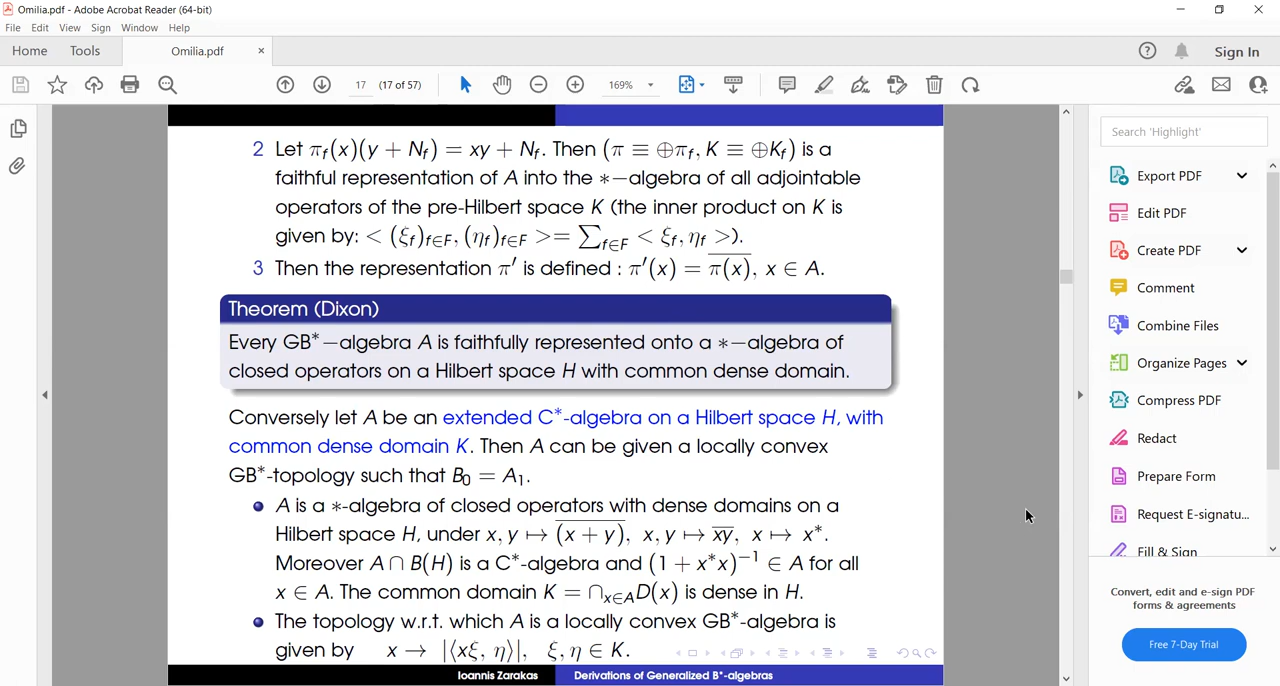 Omilia.pdf - Adobe Acrobat Reader (64-bit)
File Edit View Sign Window Help
Home Tools Omilia.pdf × Sign In
17 (17 of 57) 169%
Search 'Highlight'
2 Let π_f(x)(y + N_f) = xy + N_f. Then (π ≡ ⊕π_f, K ≡ ⊕K_f) is a
faithful representation of A into the ∗−algebra of all adjointable
operators of the pre-Hilbert space K (the inner product on K is
given by: < (ξ_f)_{f∈F}, (η_f)_{f∈F} >= ∑_{f∈F} < ξ_f, η_f >).
3 Then the representation π′ is defined : π′(x) = \overline{π(x)}, x ∈ A.
Theorem (Dixon)
Every GB*−algebra A is faithfully represented onto a ∗−algebra of
closed operators on a Hilbert space H with common dense domain.
Conversely let A be an extended C*-algebra on a Hilbert space H, with
common dense domain K. Then A can be given a locally convex
GB*-topology such that B₀ = A₁.
A is a ∗-algebra of closed operators with dense domains on a
Hilbert space H, under x, y ↦ \overline{(x + y)}, x, y ↦ \overline{xy}, x ↦ x*.
Moreover A ∩ B(H) is a C*-algebra and (1 + x*x)⁻¹ ∈ A for all
x ∈ A. The common domain K = ∩_{x∈A}D(x) is dense in H.
The topology w.r.t. which A is a locally convex GB*-algebra is
given by x → |⟨xξ, η⟩|, ξ, η ∈ K.
Ioannis Zarakas Derivations of Generalized B*-algebras
Export PDF
Edit PDF
Create PDF
Comment
Combine Files
Organize Pages
Compress PDF
Redact
Prepare Form
Request E-signatu...
Fill & Sign
Convert, edit and e-sign PDF
forms & agreements
Free 7-Day Trial